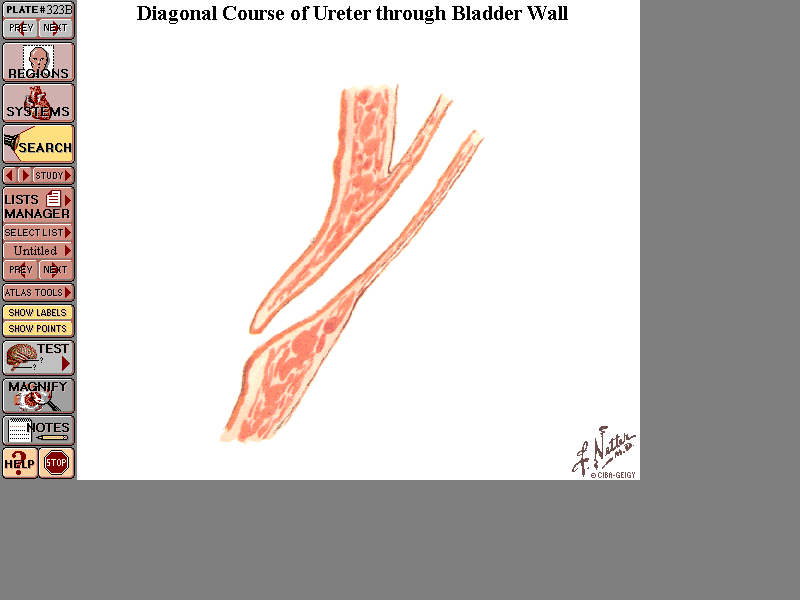 PLATE# 323B
Diagonal Course of Ureter through Bladder Wall
PREV NEXT
REGIONS
SYSTEMS
SEARCH
STUDY
LISTS
MANAGER
SELECT LIST
Untitled
PREV NEXT
ATLAS TOOLS
SHOW LABELS
SHOW POINTS
TEST
? ?
MAGNIFY
NOTES
HELP ? STOP
F. Netter
M.D.
©CIBA-GEIGY